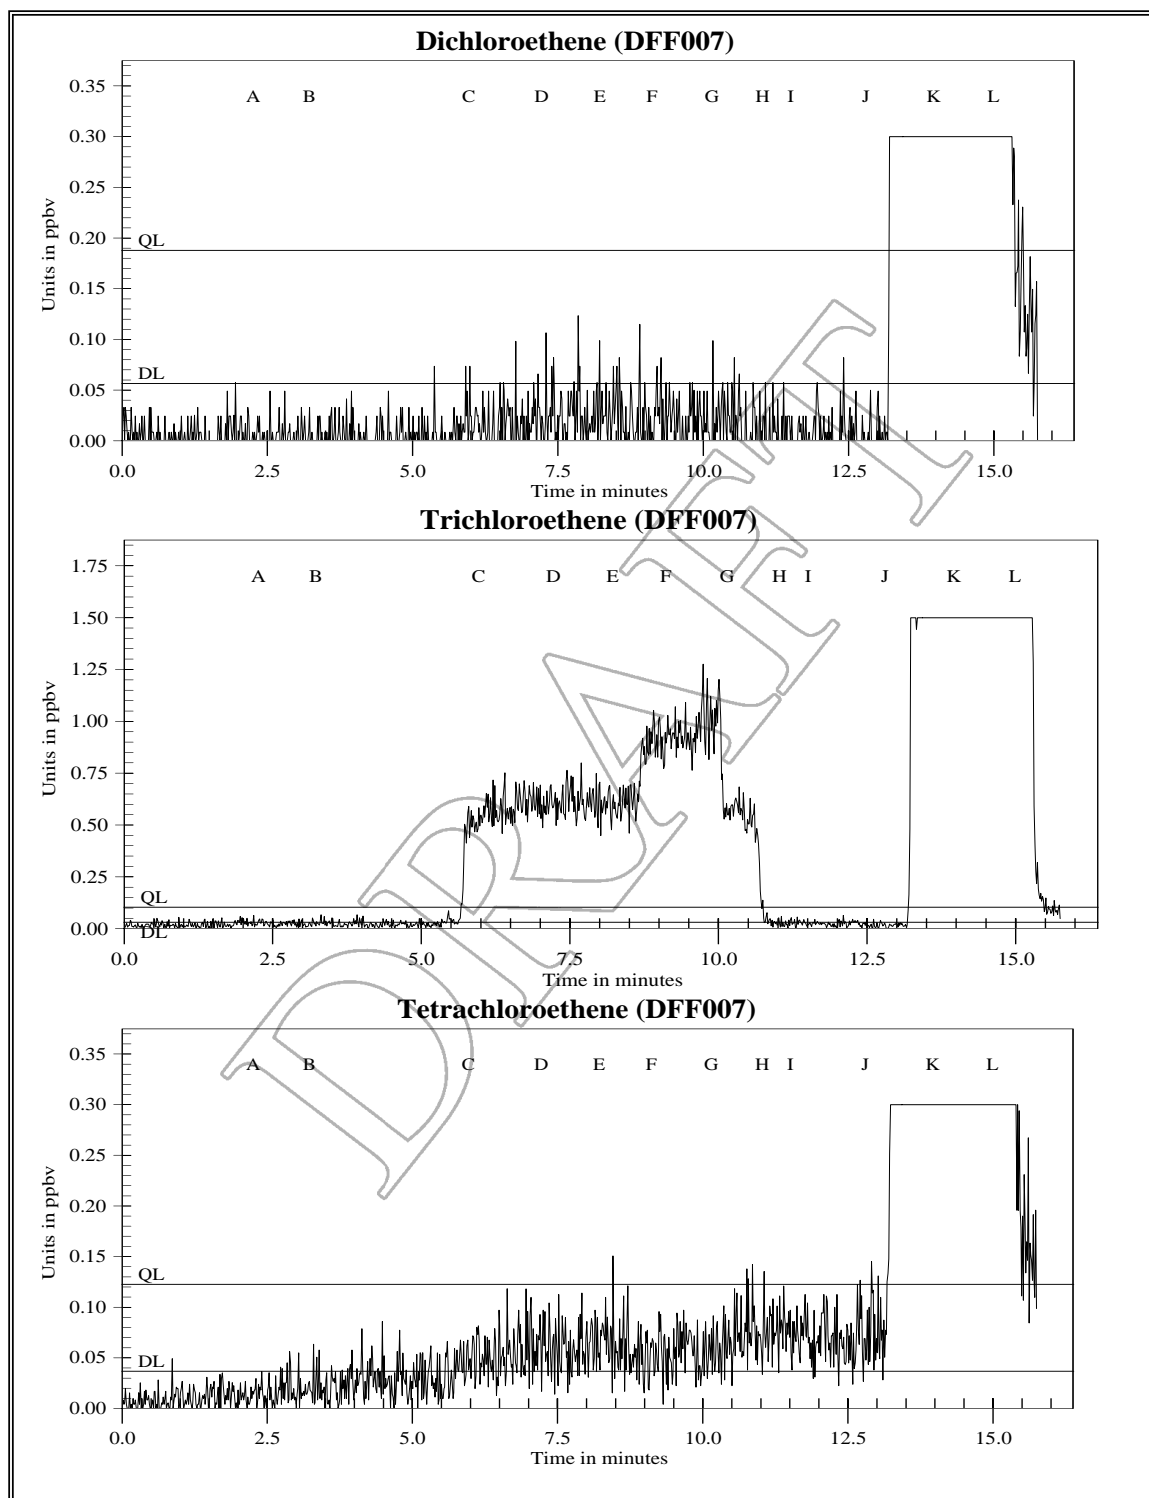 Dichloroethene (DFF007)
Units in ppbv
0.35
A B C D E F G H I J K L
0.30
0.25
0.20
QL
0.15
0.10
DL
0.05
0.00
0.0 2.5 5.0 7.5 10.0 12.5 15.0
Time in minutes
Trichloroethene (DFF007)
Units in ppbv
1.75
A B C D E F G H I J K L
1.50
1.25
1.00
0.75
0.50
0.25
QL
0.00
DL
0.0 2.5 5.0 7.5 10.0 12.5 15.0
Time in minutes
Tetrachloroethene (DFF007)
Units in ppbv
0.35
A B C D E F G H I J K L
0.30
0.25
0.20
0.15
QL
0.10
0.05
DL
0.00
0.0 2.5 5.0 7.5 10.0 12.5 15.0
Time in minutes
DRAFT